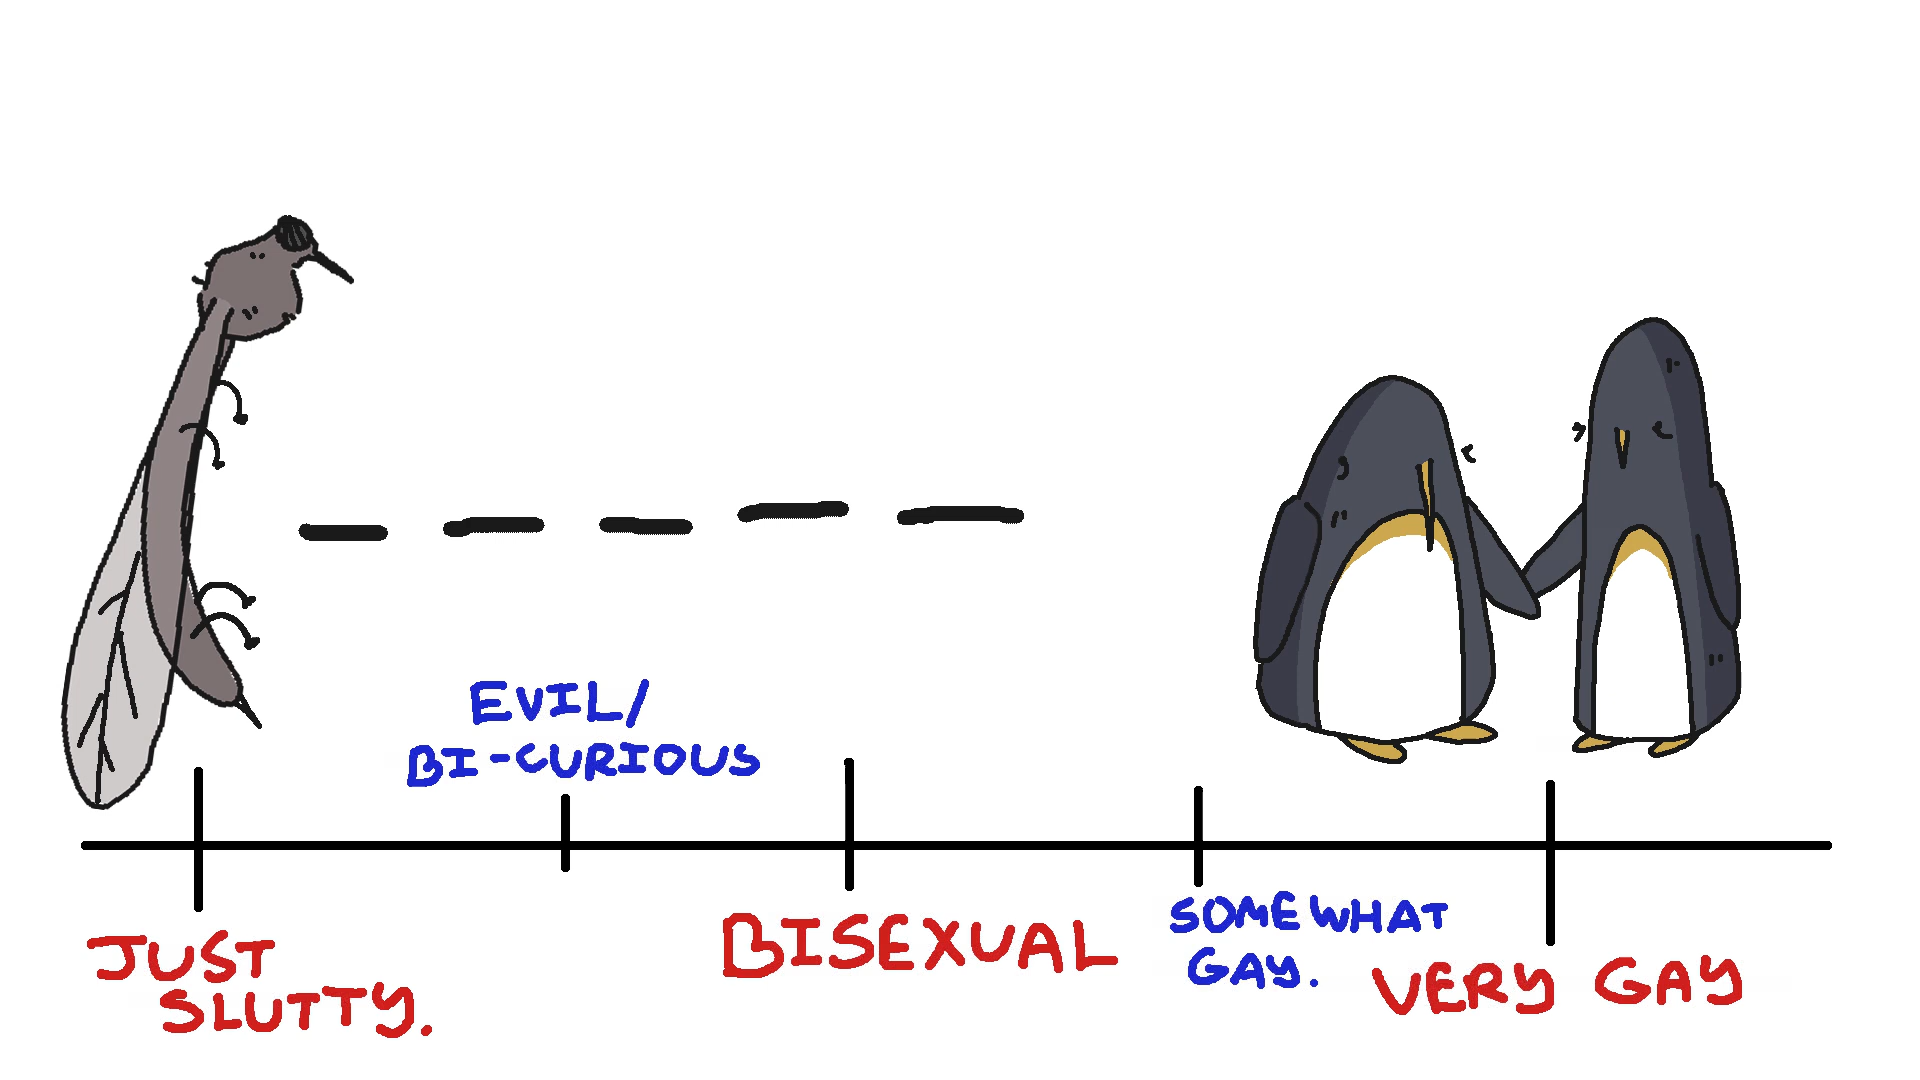 EVIL/
BI-CURIOUS
JUST
SLUTTY.
BISEXUAL
SOMEWHAT
GAY.
VERY GAY